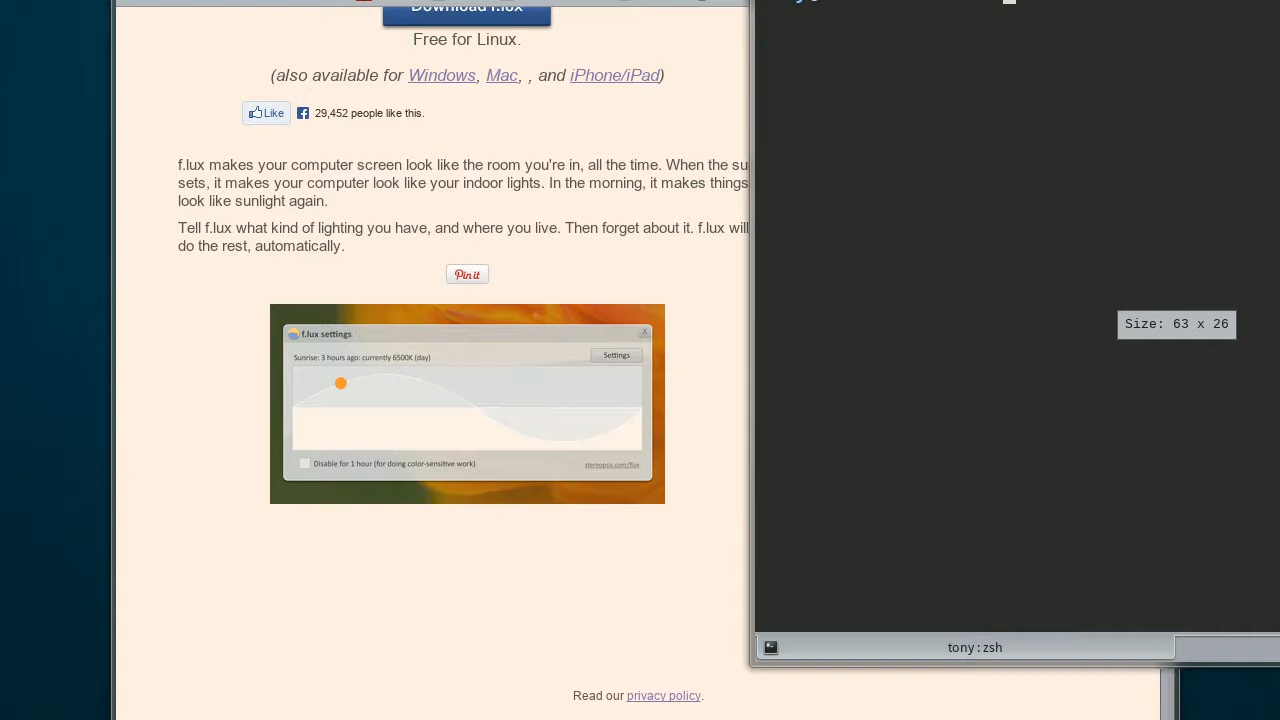 Download f.lux
Free for Linux.
(also available for Windows, Mac, , and iPhone/iPad)
Like
29,452 people like this.
f.lux makes your computer screen look like the room you're in, all the time. When the su
sets, it makes your computer look like your indoor lights. In the morning, it makes things
look like sunlight again.
Tell f.lux what kind of lighting you have, and where you live. Then forget about it. f.lux will
do the rest, automatically.
Pin it
f.lux settings
X
Sunrise: 3 hours ago: currently 6500K (day)
Settings
Disable for 1 hour (for doing color-sensitive work)
stereopsis.com/flux
Read our privacy policy.
Size: 63 x 26
tony : zsh